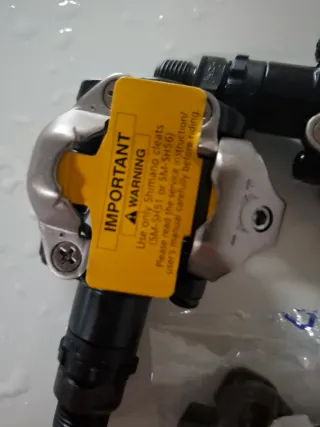 IMPORTANT
⚠ WARNING
Use only Shimano cleats
(SM-SH51 or SM-SH56)
Please read the service instruction/
user's manual carefully before riding.